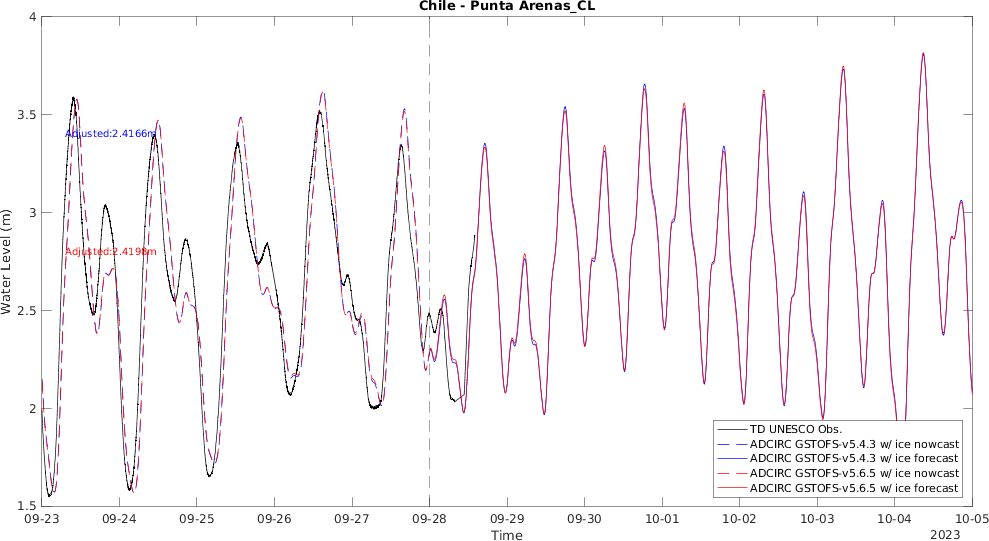 Chile - Punta Arenas_CL
4
3.5
3
2.5
2
1.5
Water Level (m)
Adjusted:2.4166m
Adjusted:2.4198m
TD UNESCO Obs.
ADCIRC GSTOFS-v5.4.3 w/ ice nowcast
ADCIRC GSTOFS-v5.4.3 w/ ice forecast
ADCIRC GSTOFS-v5.6.5 w/ ice nowcast
ADCIRC GSTOFS-v5.6.5 w/ ice forecast
09-23 09-24 09-25 09-26 09-27 09-28 09-29 09-30 10-01 10-02 10-03 10-04 10-05
Time
2023